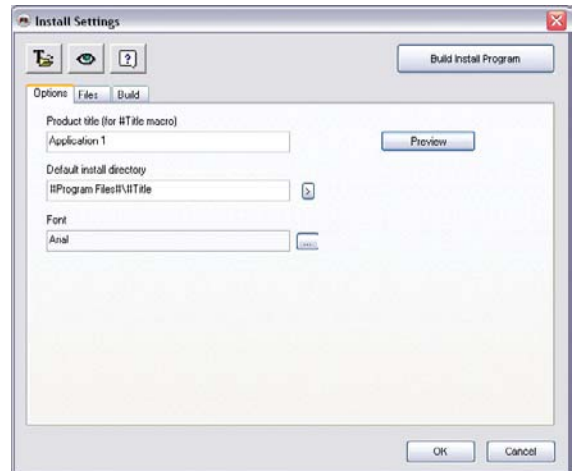 Install Settings
Build Install Program
Options Files Build
Product title (for #Title macro)
Application 1
Preview
Default install directory
#Program Files#\#Title
>
Font
Arial
...
OK Cancel